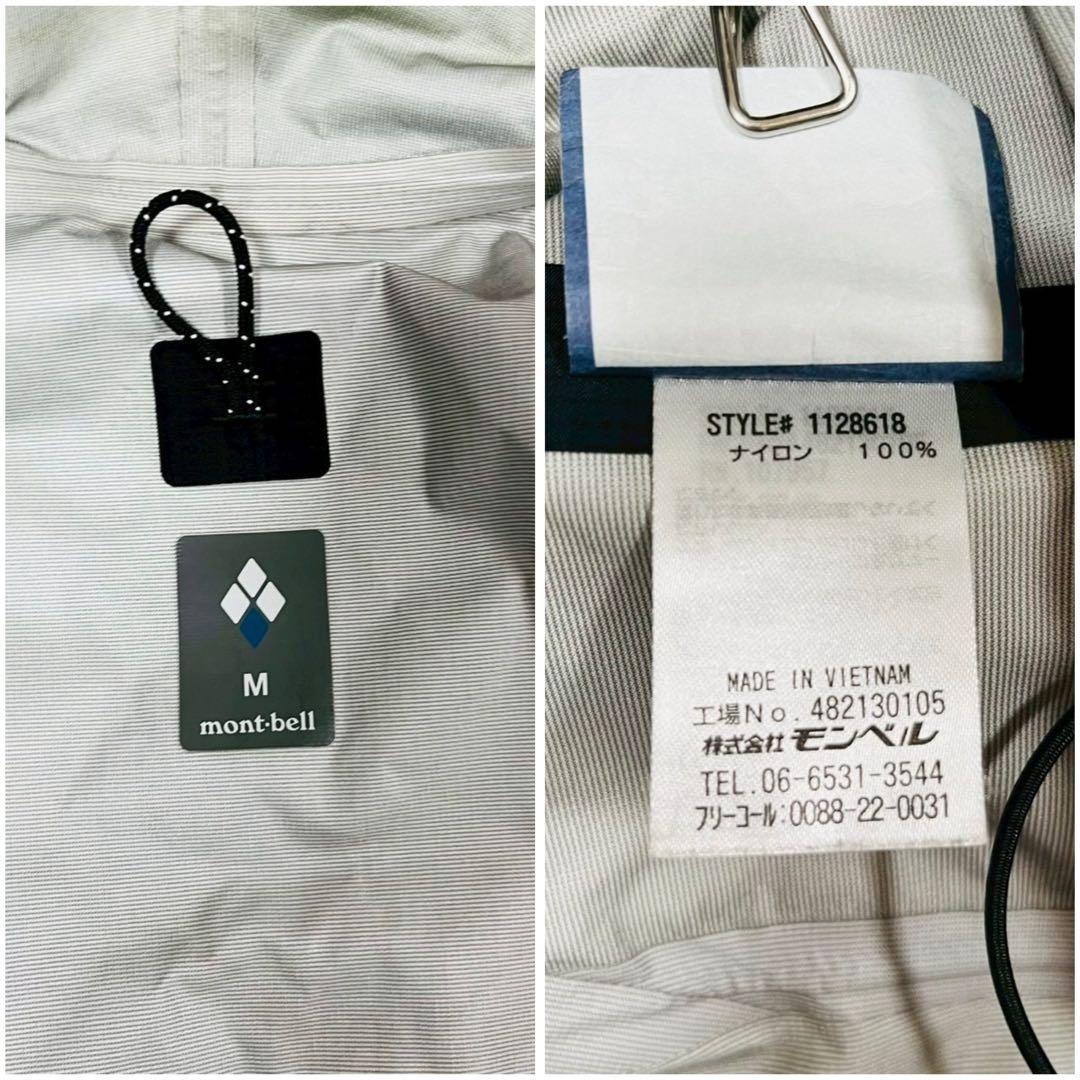 M
mont-bell
STYLE# 1128618
ナイロン 100%
MADE IN VIETNAM
工場No.482130105
株式会社 モンベル
TEL.06-6531-3544
フリーコール:0088-22-0031